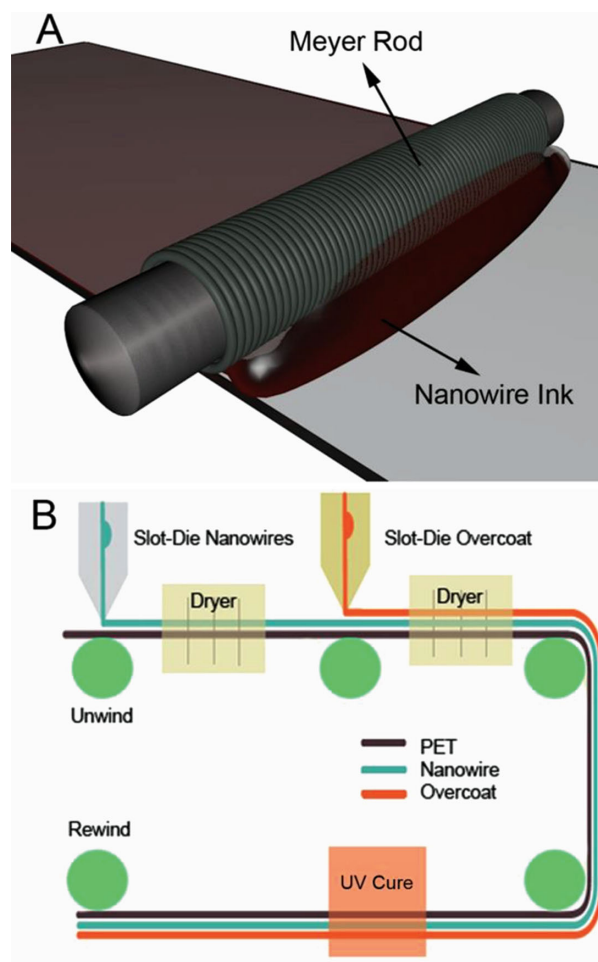 A
Meyer Rod
Nanowire Ink
B
Slot-Die Nanowires
Slot-Die Overcoat
Dryer
Dryer
Unwind
PET
Nanowire
Overcoat
Rewind
UV Cure